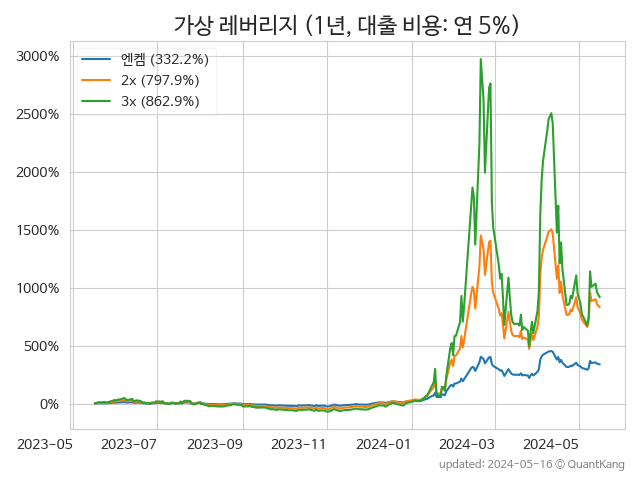 가상 레버리지 (1년, 대출 비용: 연 5%)
엔켐 (332.2%)
2x (797.9%)
3x (862.9%)
3000%
2500%
2000%
1500%
1000%
500%
0%
2023-05 2023-07 2023-09 2023-11 2024-01 2024-03 2024-05
updated: 2024-05-16 © QuantKang